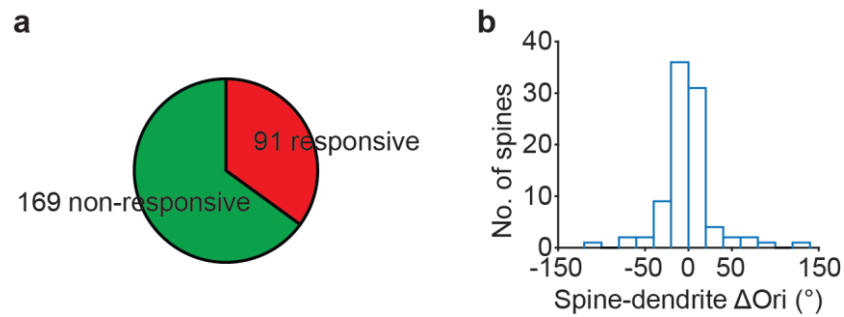 a
91 responsive
169 non-responsive
b
No. of spines
40
30
20
10
0
-150 -50 0 50 150
Spine-dendrite ΔOri (°)